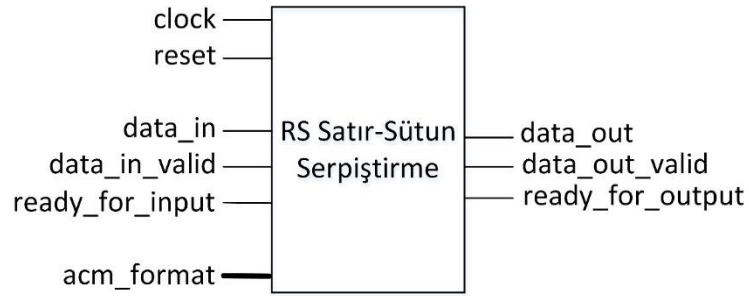 clock
reset
data_in
data_in_valid
ready_for_input
acm_format
RS Satır-Sütun
Serpiştirme
data_out
data_out_valid
ready_for_output